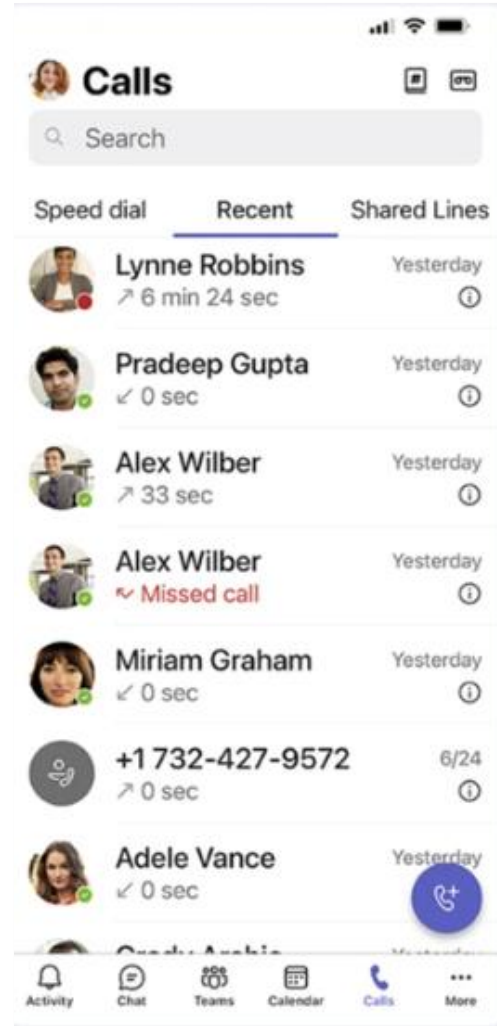 Calls
Search
Speed dial Recent Shared Lines
Lynne Robbins Yesterday
6 min 24 sec
Pradeep Gupta Yesterday
0 sec
Alex Wilber Yesterday
33 sec
Alex Wilber Yesterday
Missed call
Miriam Graham Yesterday
0 sec
+1 732-427-9572 6/24
0 sec
Adele Vance Yesterday
0 sec
Activity Chat Teams Calendar Calls More